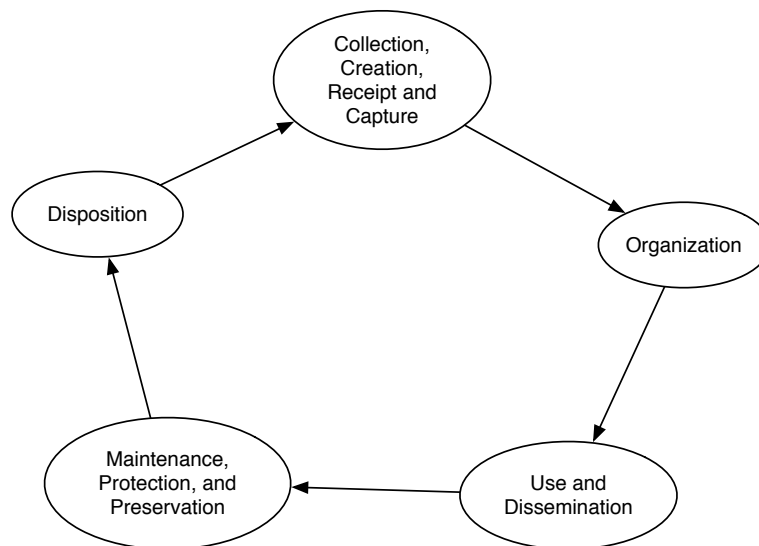 Collection,
Creation,
Receipt and
Capture
Disposition
Organization
Maintenance,
Protection, and
Preservation
Use and
Dissemination